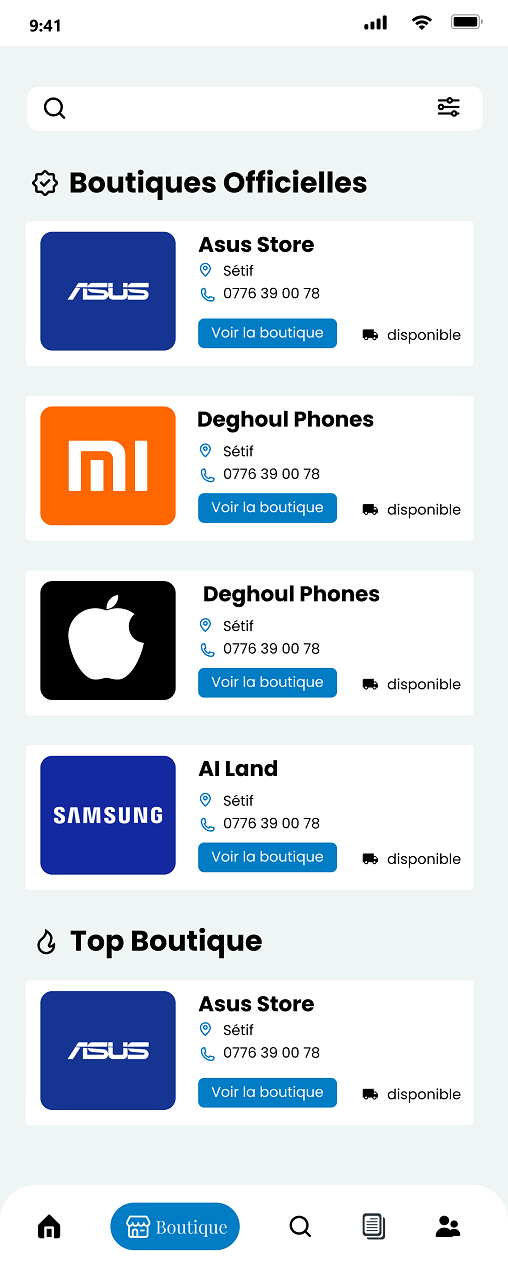 9:41
Boutiques Officielles
ASUS
Asus Store
Sétif
0776 39 00 78
Voir la boutique
disponible
mi
Deghoul Phones
Sétif
0776 39 00 78
Voir la boutique
disponible
Deghoul Phones
Sétif
0776 39 00 78
Voir la boutique
disponible
SAMSUNG
AI Land
Sétif
0776 39 00 78
Voir la boutique
disponible
Top Boutique
ASUS
Asus Store
Sétif
0776 39 00 78
Voir la boutique
disponible
Boutique